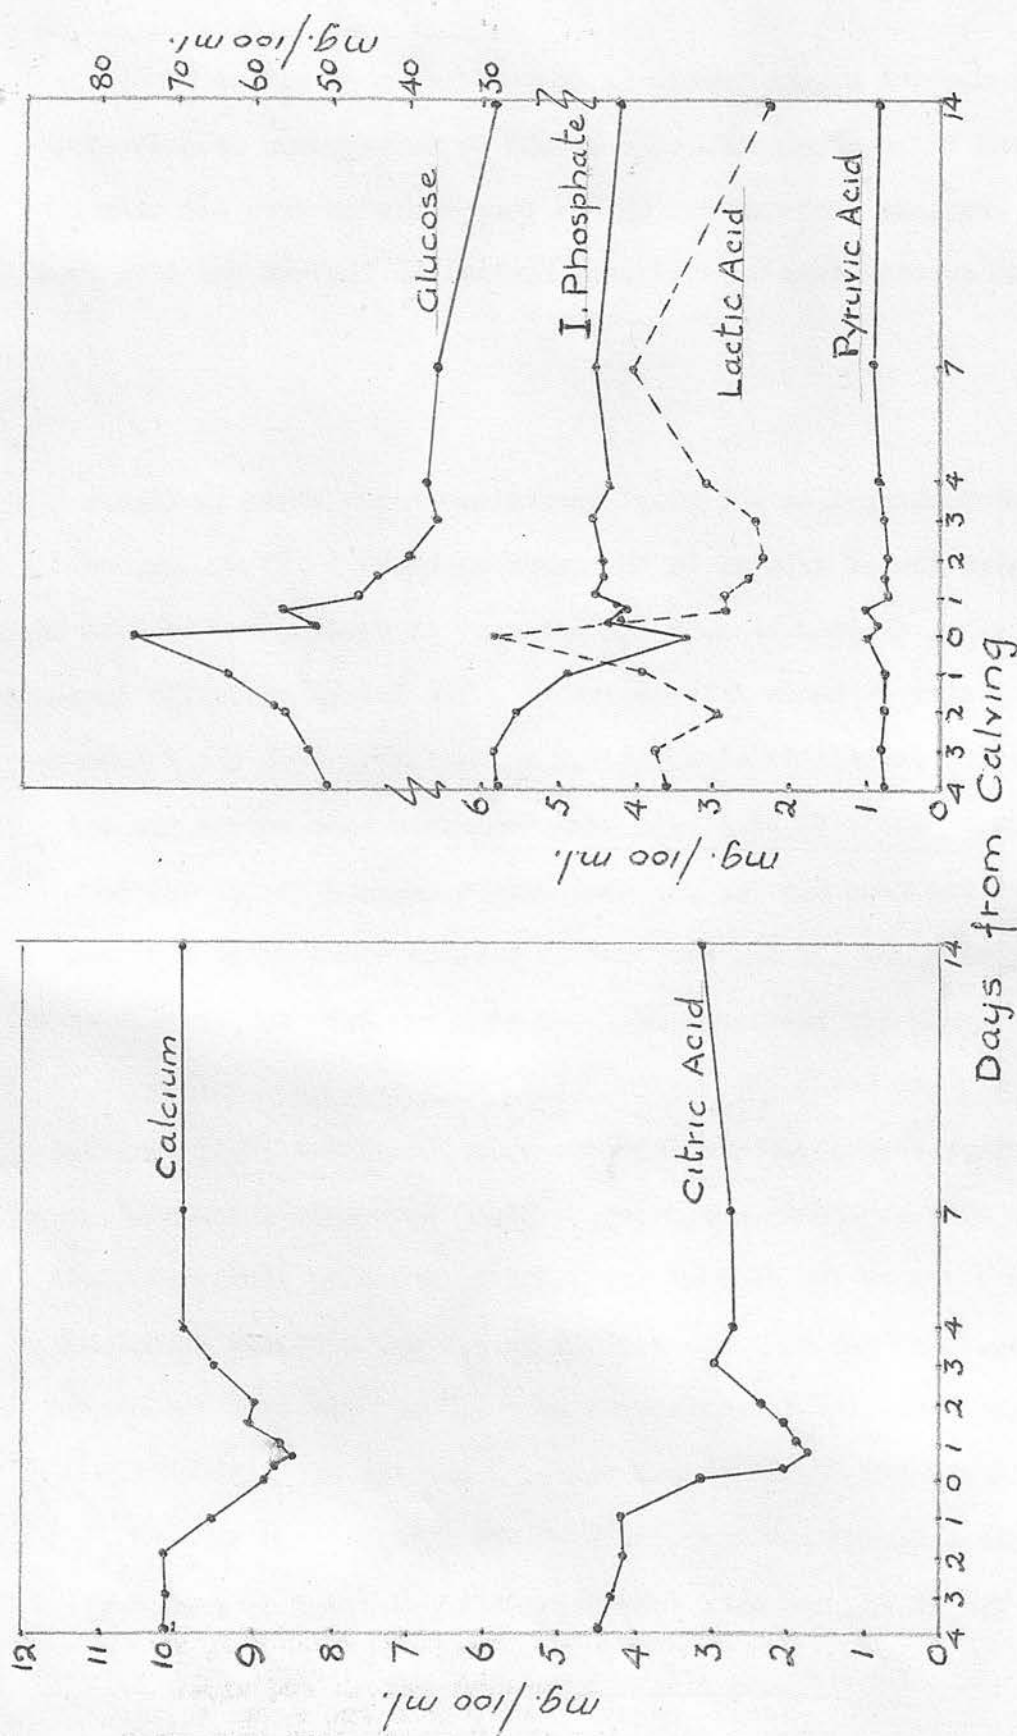 12
11
10
9
8
7
6
5
4
3
2
1
0
mg./100 ml.
Calcium
Citric Acid
4 3 2 1 0 1 2 3 4 7 14
6
5
4
3
2
1
0
mg./100 ml.
80
70
60
50
40
30
mg./100 ml.
Glucose
I. Phosphate
Lactic Acid
Pyruvic Acid
4 3 2 1 0 1 2 3 4 7 14
Days from Calving